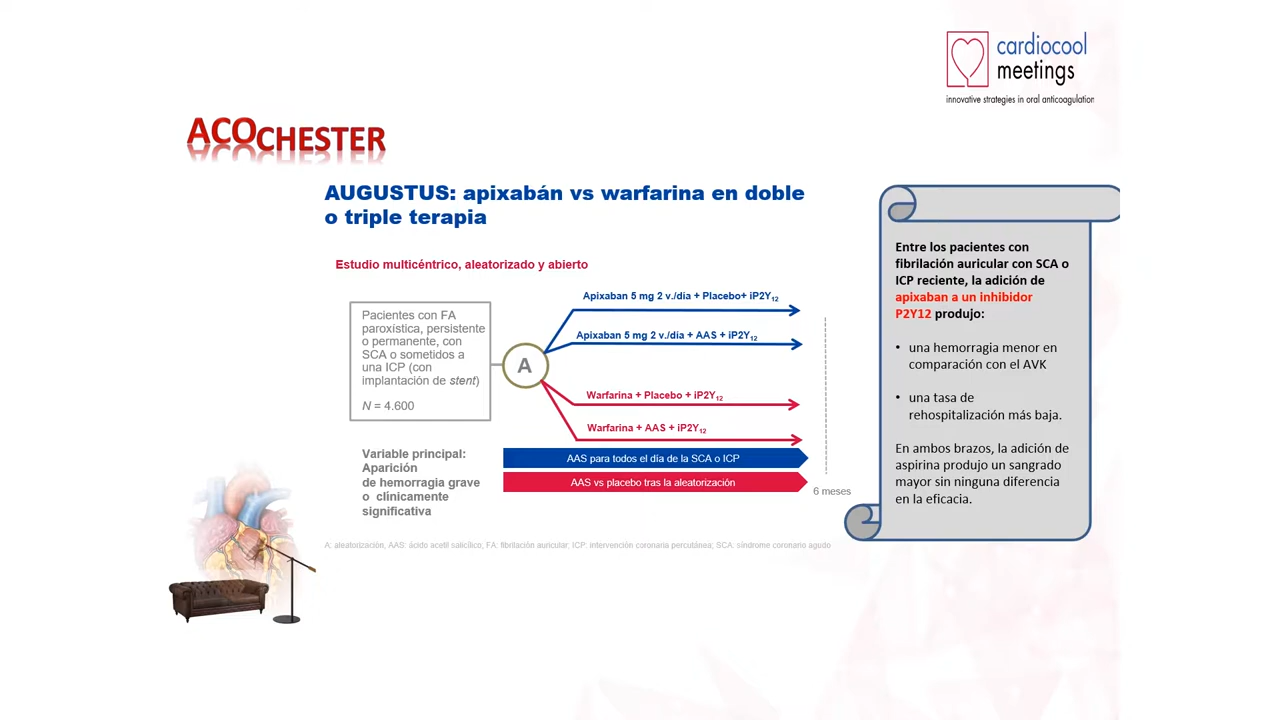 cardiocool
meetings
innovative strategies in oral anticoagulation
ACOCHESTER
AUGUSTUS: apixabán vs warfarina en doble
o triple terapia
Estudio multicéntrico, aleatorizado y abierto
Pacientes con FA
paroxística, persistente
o permanente, con
SCA o sometidos a
una ICP (con
implantación de stent)
N = 4.600
A
Apixaban 5 mg 2 v./dia + Placebo+ iP2Y12
Apixaban 5 mg 2 v./dia + AAS + iP2Y12
Warfarina + Placebo + iP2Y12
Warfarina + AAS + iP2Y12
AAS para todos el día de la SCA o ICP
AAS vs placebo tras la aleatorización
6 meses
Variable principal:
Aparición
de hemorragia grave
o clínicamente
significativa
A: aleatorización, AAS: ácido acetil salicílico; FA: fibrilación auricular; ICP: intervención coronaria percutánea; SCA: síndrome coronario agudo
Entre los pacientes con
fibrilación auricular con SCA o
ICP reciente, la adición de
apixaban a un inhibidor
P2Y12 produjo:
• una hemorragia menor en
comparación con el AVK
• una tasa de
rehospitalización más baja.
En ambos brazos, la adición de
aspirina produjo un sangrado
mayor sin ninguna diferencia
en la eficacia.